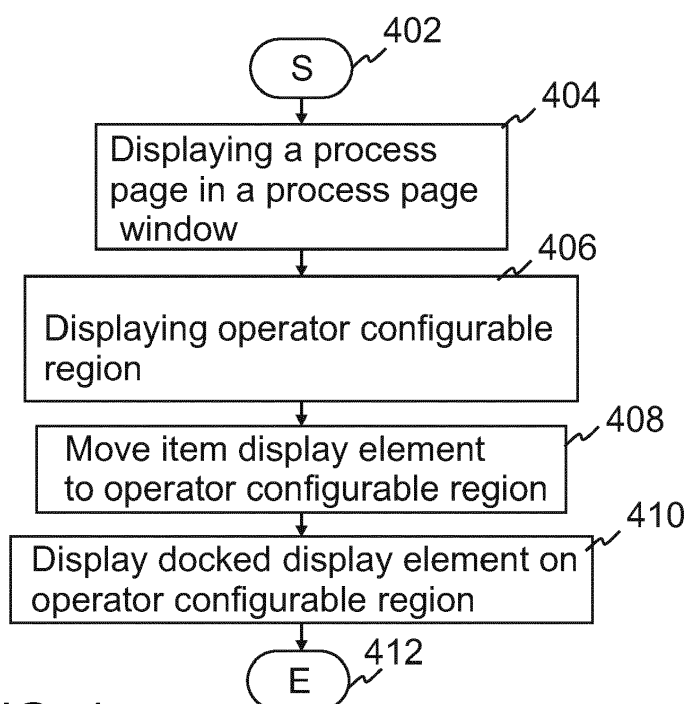 402
S
404
Displaying a process
page in a process page
window
406
Displaying operator configurable
region
408
Move item display element
to operator configurable region
410
Display docked display element on
operator configurable region
412
E